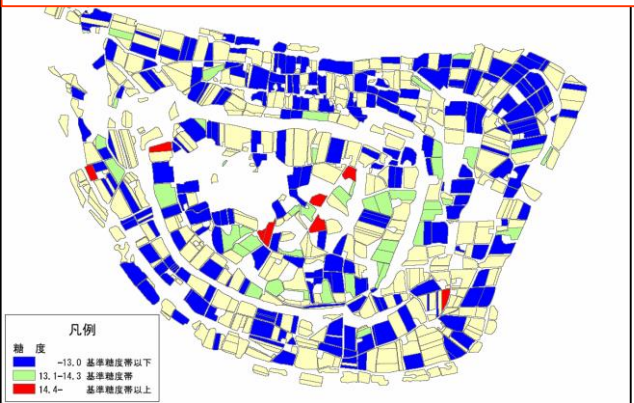 凡例
糖 度
-13.0 基準糖度帯以下
13.1-14.3 基準糖度帯
14.4- 基準糖度帯以上